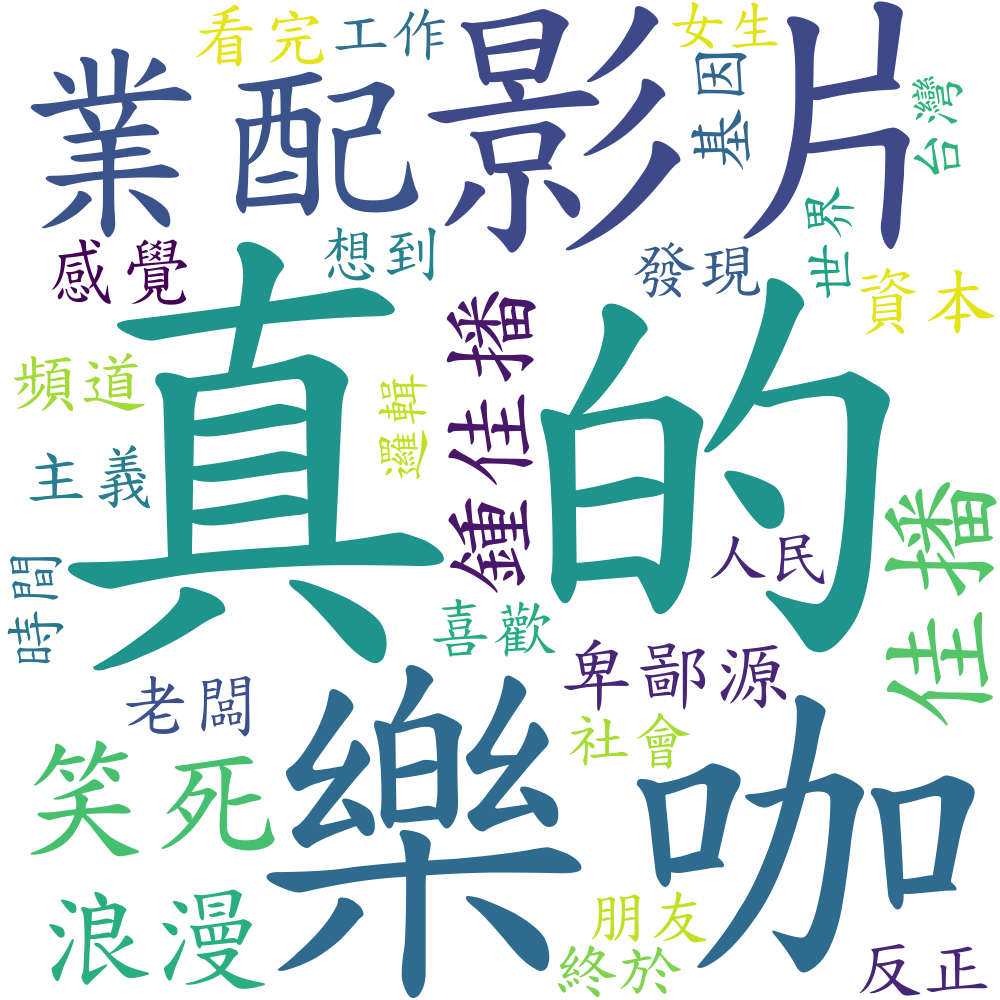 看完
工作
女生
業配
影片
基因
台灣
感覺
想到
發現
世界
資本
真的
鍾佳播
頻道
邏輯
主義
佳播
人民
時間
喜歡
卑鄙源
老闆
社會
笑死
樂咖
浪漫
朋友
終於
反正